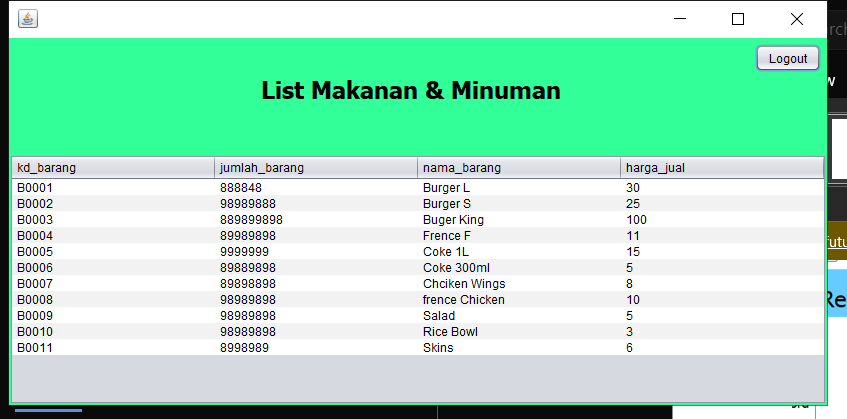 Logout
List Makanan & Minuman
kd_barang jumlah_barang nama_barang harga_jual
B0001 888848 Burger L 30
B0002 98989888 Burger S 25
B0003 889899898 Buger King 100
B0004 89989898 Frence F 11
B0005 9999999 Coke 1L 15
B0006 89889898 Coke 300ml 5
B0007 89898898 Chciken Wings 8
B0008 98989898 frence Chicken 10
B0009 98989898 Salad 5
B0010 98989898 Rice Bowl 3
B0011 8998989 Skins 6